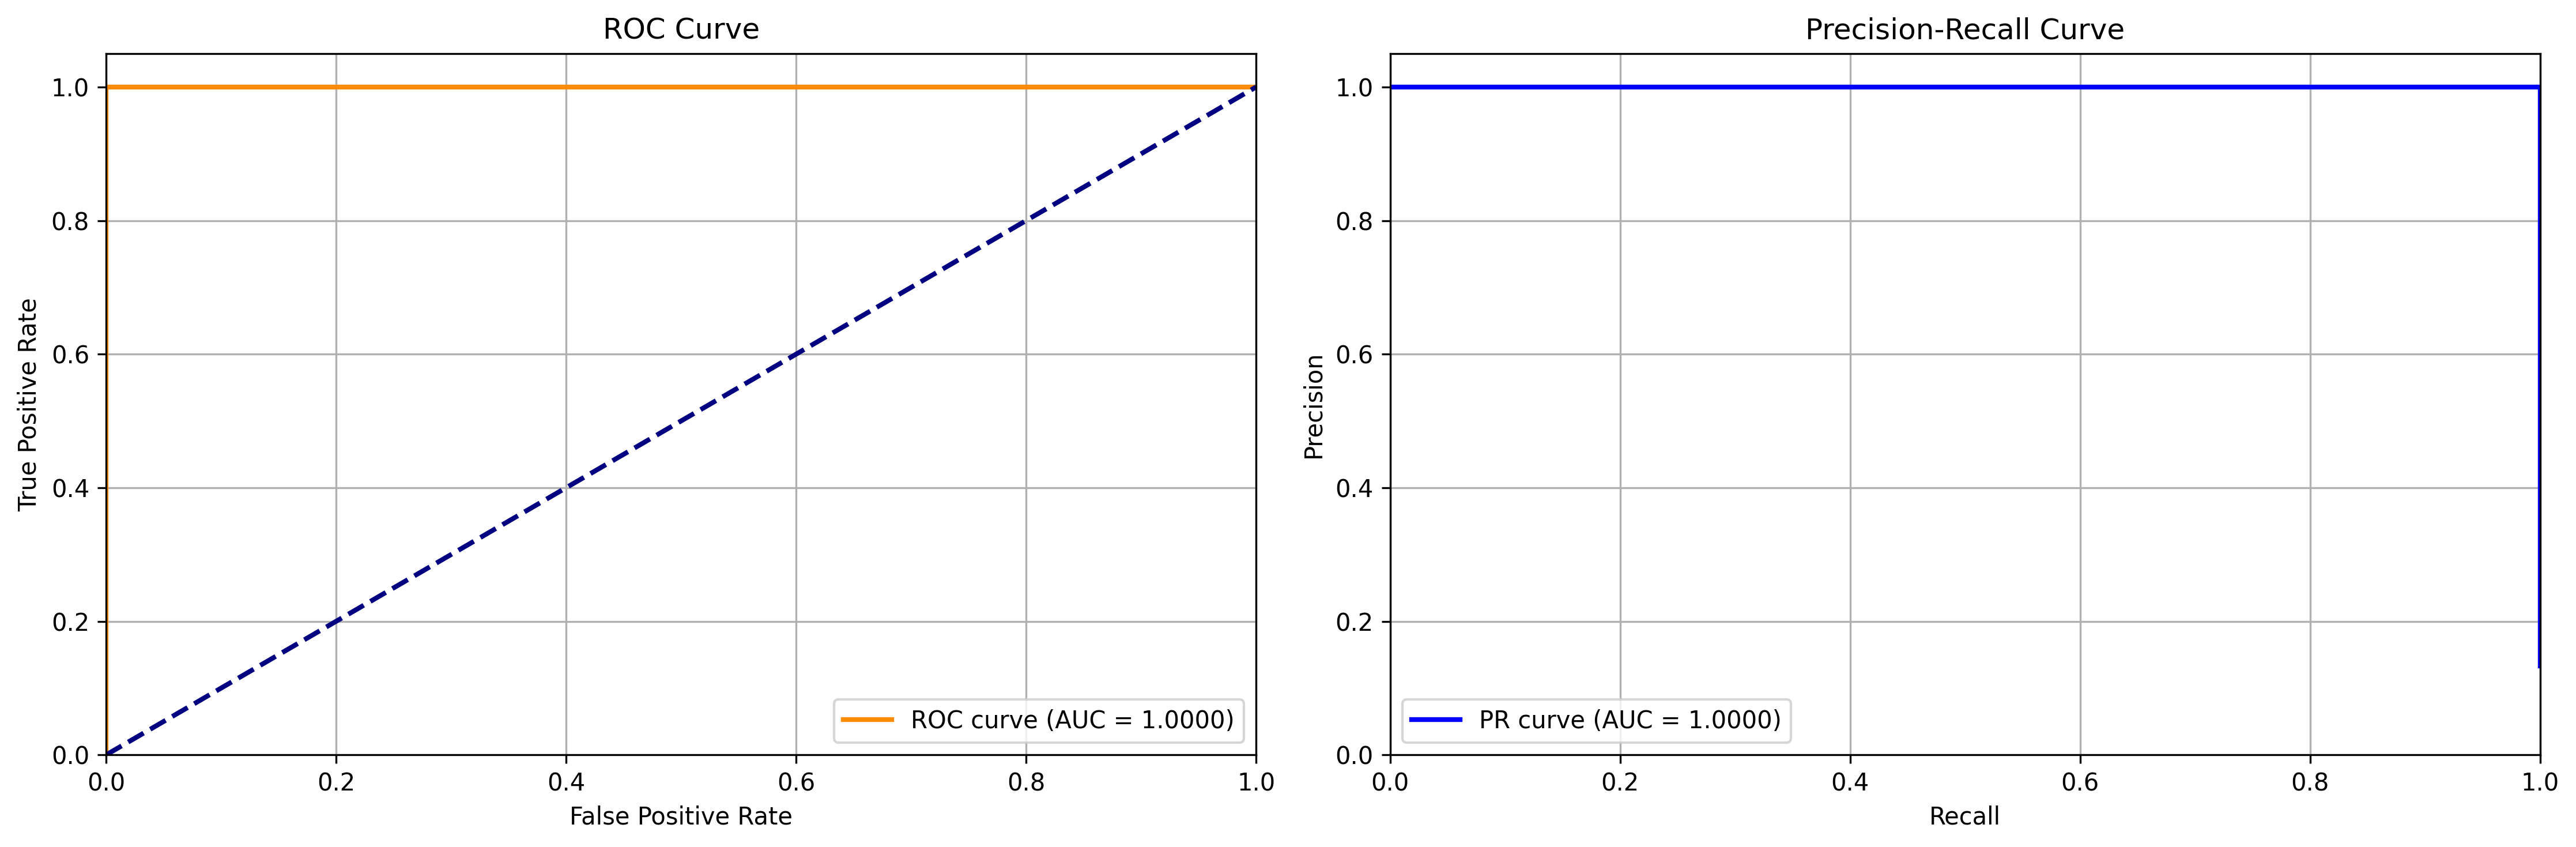 ROC Curve
1.0
0.8
0.6
0.4
0.2
0.0
True Positive Rate
0.0 0.2 0.4 0.6 0.8 1.0
False Positive Rate
ROC curve (AUC = 1.0000)
Precision-Recall Curve
1.0
0.8
0.6
0.4
0.2
0.0
Precision
0.0 0.2 0.4 0.6 0.8 1.0
Recall
PR curve (AUC = 1.0000)